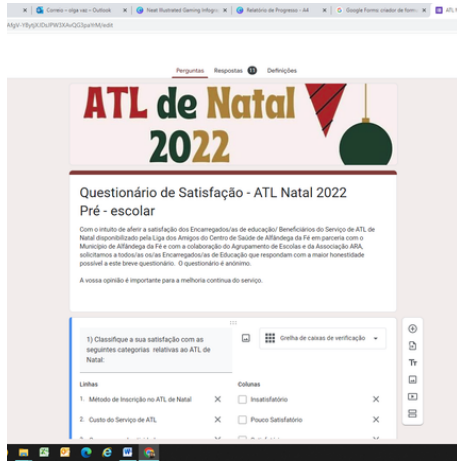 Correio – olga vaz – Outlook
Neat Illustrated Gaming Infogra
Relatório de Progresso - A4
Google Forms: criador de form
Perguntas Respostas Definições
ATL de Natal
2022
Questionário de Satisfação - ATL Natal 2022
Pré - escolar
Com o intuito de aferir a satisfação dos Encarregados/as de educação/ Beneficiários do Serviço de ATL de
Natal disponibilizado pela Liga dos Amigos do Centro de Saúde de Alfândega da Fé em parceria com o
Município de Alfândega da Fé e com a colaboração do Agrupamento de Escolas e da Associação ARA,
solicitamos a todos/as os/as Encarregados/as de Educação que respondam com a maior honestidade
possível a este breve questionário. O questionário é anónimo.
A vossa opinião é importante para a melhoria contínua do serviço.
1) Classifique a sua satisfação com as
seguintes categorias relativas ao ATL de
Natal:
Grelha de caixas de verificação
Linhas
Colunas
1. Método de Inscrição no ATL de Natal
Insatisfatório
2. Custo do Serviço de ATL
Pouco Satisfatório